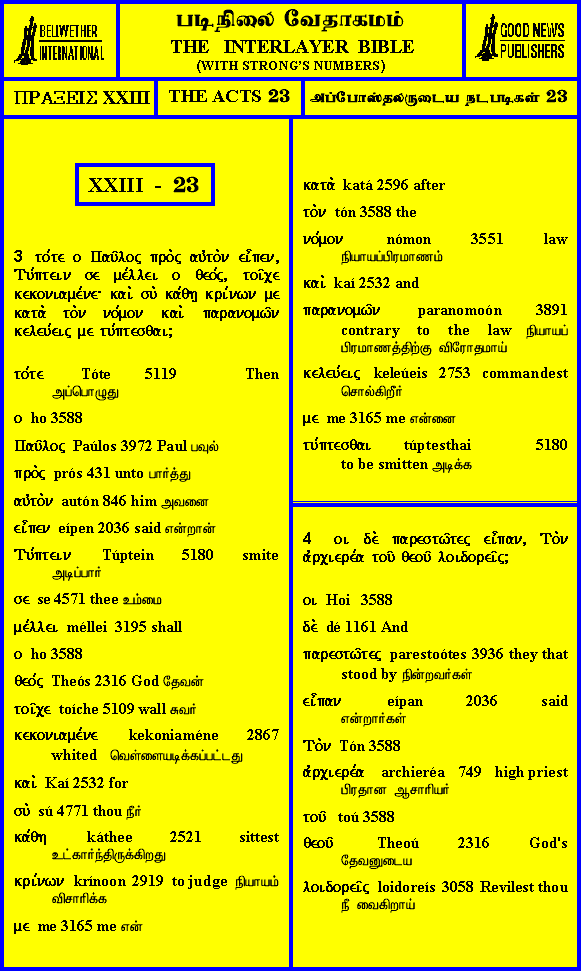 BELLWETHER
INTERNATIONAL
படிநிலை வேதாகமம்
THE INTERLAYER BIBLE
(WITH STRONG'S NUMBERS)
GOOD NEWS
PUBLISHERS
ΠΡΑΞΕΙΣ XXIII
THE ACTS 23
அப்போஸ்தலருடைய நடபடிகள் 23
XXIII - 23
3 τότε ο Παῦλος πρὸς αὐτὸν εἶπεν,
Τύπτειν σε μέλλει ο θεός, τοῖχε
κεκονιαμένε· καὶ σὺ κάθῃ κρίνων με
κατὰ τὸν νόμον καὶ παρανομῶν
κελεύεις με τύπτεσθαι;
τότε Tóte 5119 Then
அப்பொழுது
ο ho 3588
Παῦλος Paúlos 3972 Paul பவுல்
πρὸς prós 431 unto பார்த்து
αὐτὸν autón 846 him அவனை
εἶπεν eípen 2036 said என்றான்
Τύπτειν Túptein 5180 smite
அடிப்பார்
σε se 4571 thee உம்மை
μέλλει méllei 3195 shall
ο ho 3588
θεός Theós 2316 God தேவன்
τοῖχε toíche 5109 wall சுவர்
κεκονιαμένε kekoniaméne 2867
whited வெள்ளையடிக்கப்பட்டது
καὶ Kaí 2532 for
σὺ sú 4771 thou நீர்
κάθῃ káthee 2521 sittest
உட்கார்ந்திருக்கிறது
κρίνων krínoon 2919 to judge நியாயம்
விசாரிக்க
με me 3165 me என்
κατὰ katá 2596 after
τὸν tón 3588 the
νόμον nómon 3551 law
நியாயப்பிரமாணம்
καὶ kaí 2532 and
παρανομῶν paranomoón 3891
contrary to the law நியாயப்
பிரமாணத்திற்கு விரோதமாய்
κελεύεις keleúeis 2753 commandest
சொல்கிறீர்
με me 3165 me என்னை
τύπτεσθαι túptesthai 5180
to be smitten அடிக்க
4 οι δὲ παρεστῶτες εἶπαν, Τὸν
ἀρχιερέα τοῦ θεοῦ λοιδορεῖς;
οι Hoi 3588
δὲ dé 1161 And
παρεστῶτες parestoótes 3936 they that
stood by நின்றவர்கள்
εἶπαν eípan 2036 said
என்றார்கள்
Τὸν Tón 3588
ἀρχιερέα archieréa 749 high priest
பிரதான ஆசாரியர்
τοῦ toú 3588
θεοῦ Theoú 2316 God's
தேவனுடைய
λοιδορεῖς loidoreís 3058 Revilest thou
நீ வைகிறாய்